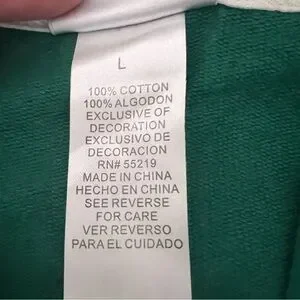 L
100% COTTON
100% ALGODON
EXCLUSIVE OF
DECORATION
EXCLUSIVO DE
DECORACION
RN# 55219
MADE IN CHINA
HECHO EN CHINA
SEE REVERSE
FOR CARE
VER REVERSO
PARA EL CUIDADO